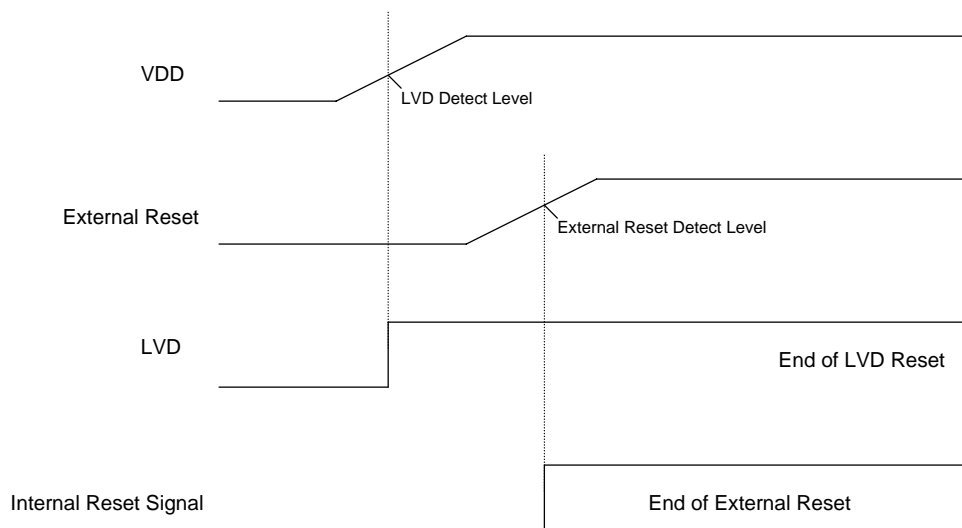 VDD
LVD Detect Level
External Reset
External Reset Detect Level
LVD
End of LVD Reset
Internal Reset Signal
End of External Reset